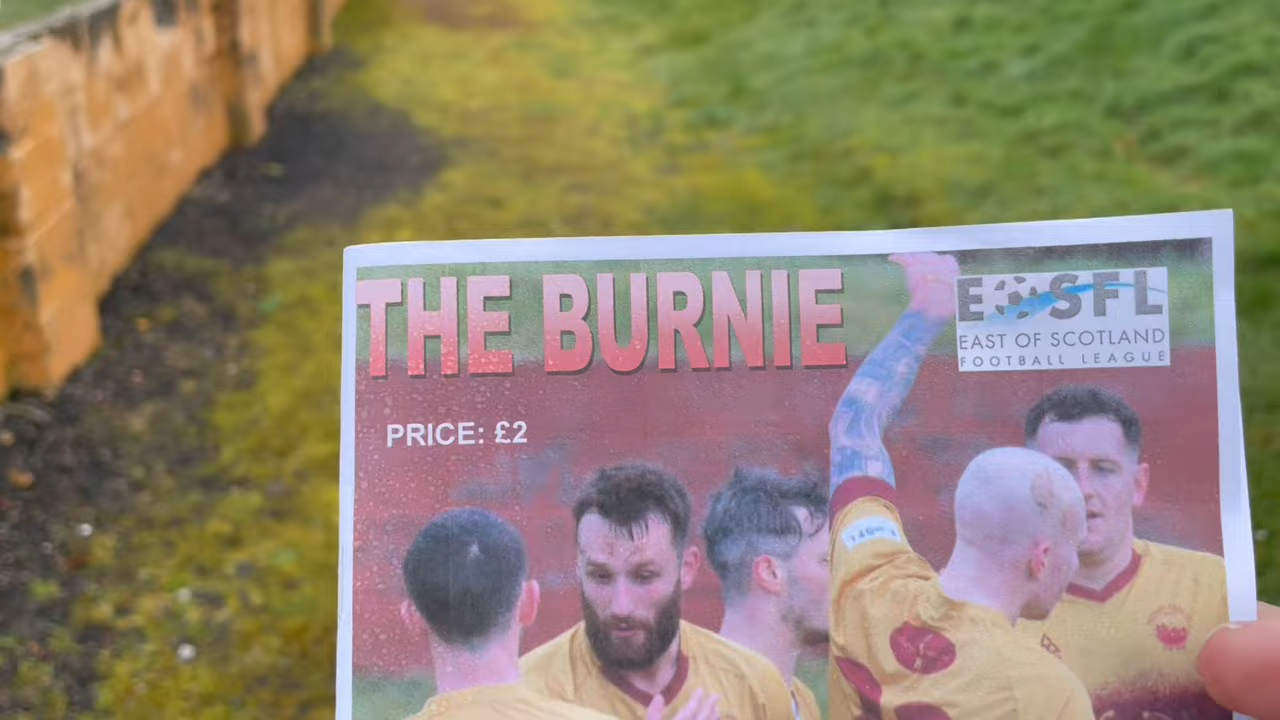 THE BURNIE
EOSFL
EAST OF SCOTLAND
FOOTBALL LEAGUE
PRICE: £2